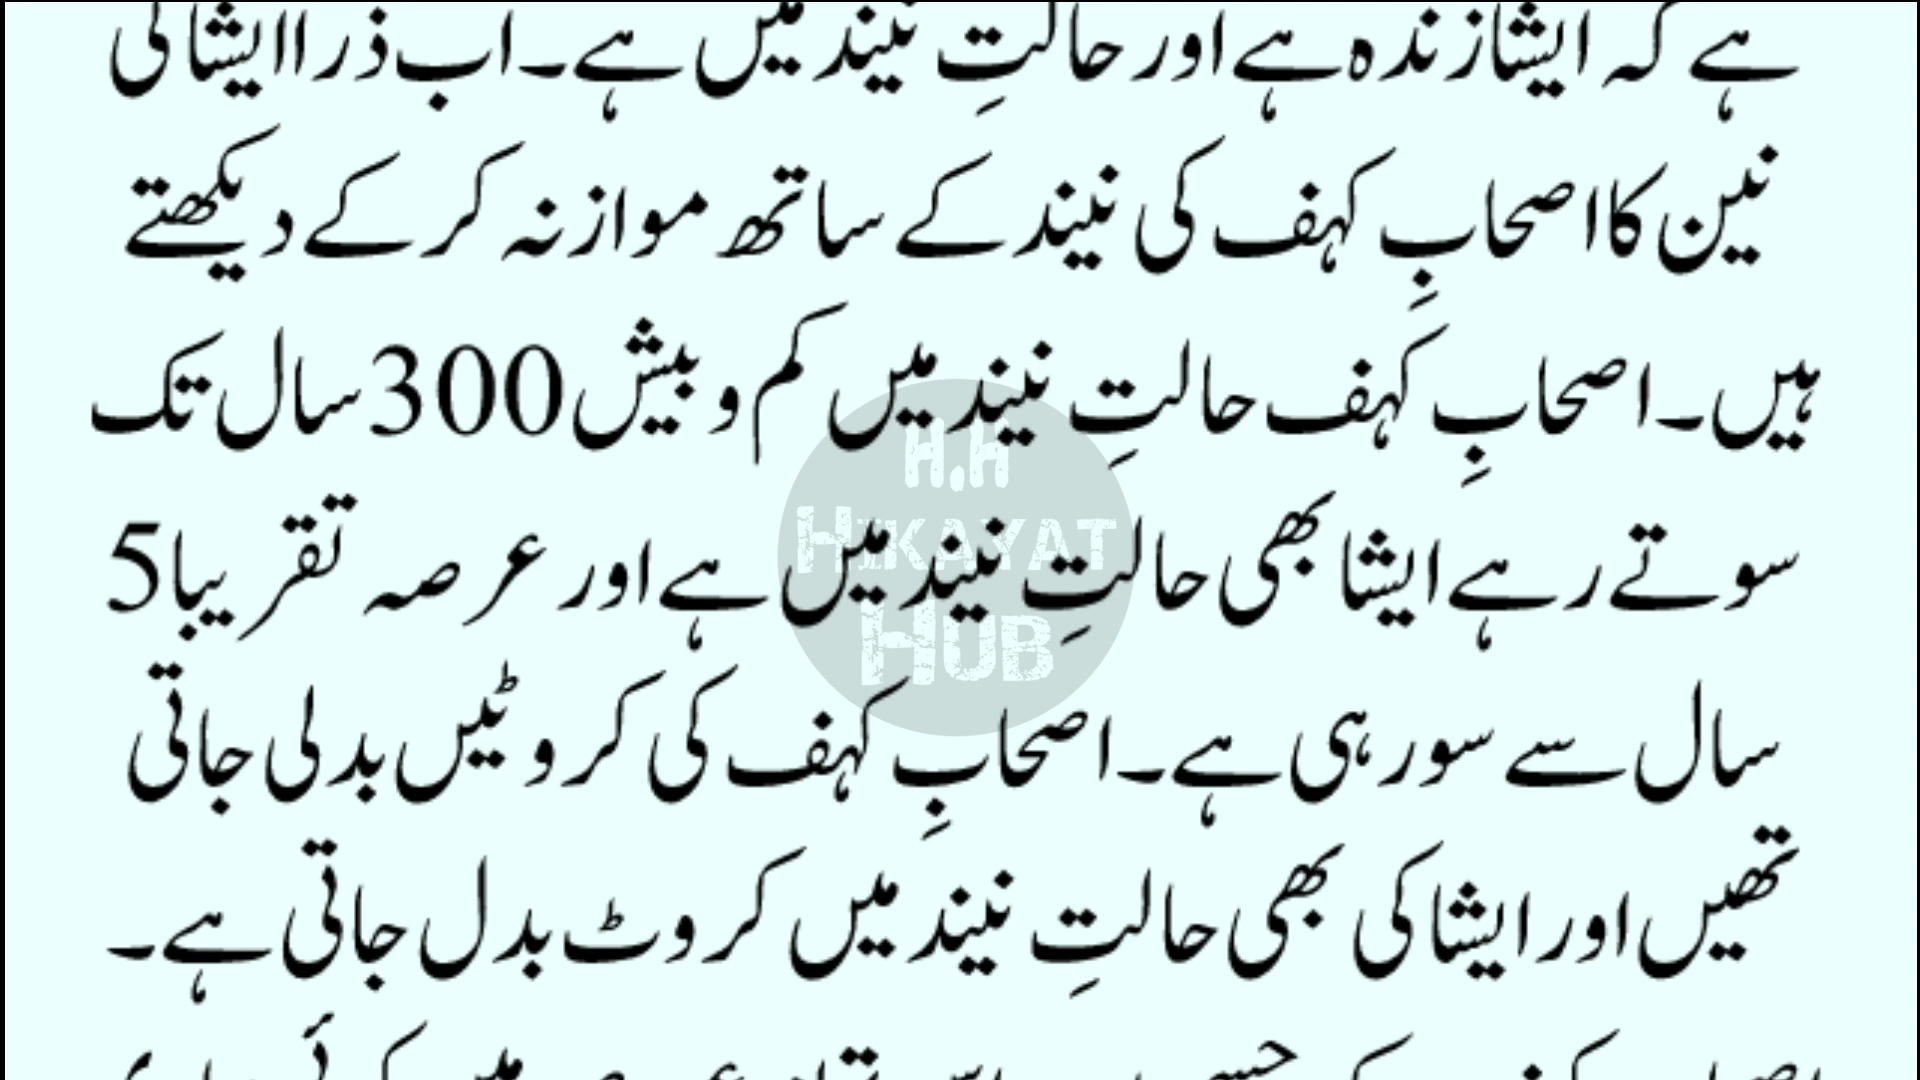 ہے کہ ایشا زندہ ہے اور حالتِ نیند میں ہے۔ اب ذرا ایشا کی
نین کا اصحابِ کہف کی نیند کے ساتھ موازنہ کر کے دیکھتے
ہیں۔ اصحابِ کہف حالتِ نیند میں کم و بیش 300 سال تک
سوتے رہے ایشا بھی حالتِ نیند میں ہے اور عرصہ تقریبا 5
سال سے سو رہی ہے۔ اصحابِ کہف کی کروٹیں بدلی جاتی
تھیں اور ایشا کی بھی حالتِ نیند میں کروٹ بدل جاتی ہے۔
H.H
HIKAYAT
HUB